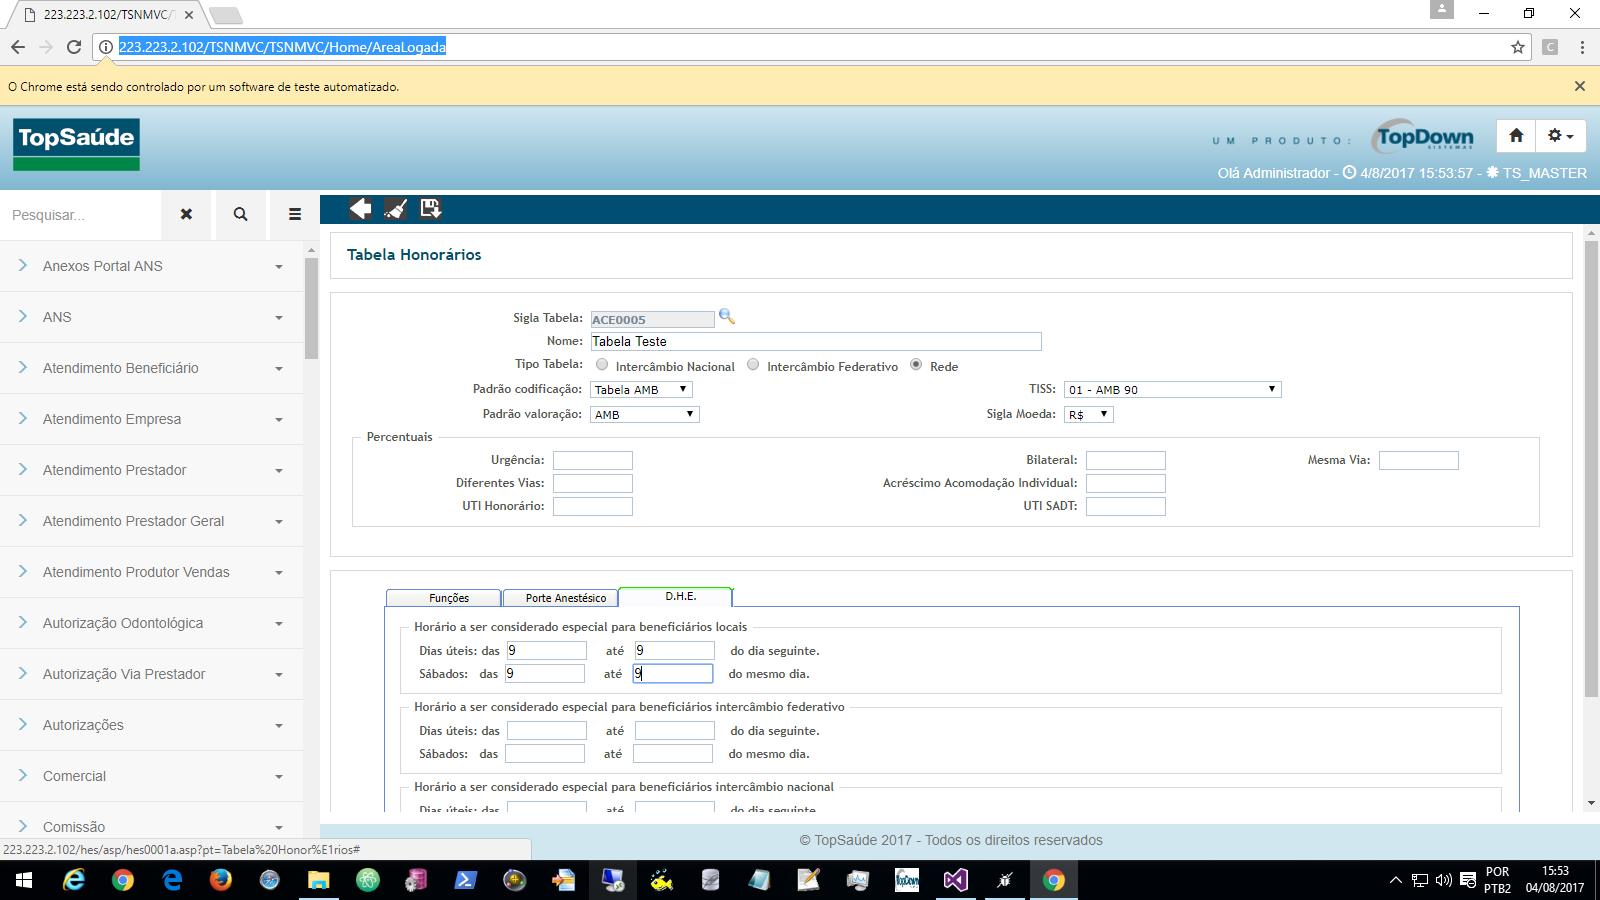 223.223.2.102/TSNMVC/T
223.223.2.102/TSNMVC/TSNMVC/Home/AreaLogada
C
O Chrome está sendo controlado por um software de teste automatizado.
TopSaúde
UM PRODUTO:
TopDown
SISTEMAS
Olá Administrador - 4/8/2017 15:53:57 - TS_MASTER
Pesquisar...
Anexos Portal ANS
ANS
Atendimento Beneficiário
Atendimento Empresa
Atendimento Prestador
Atendimento Prestador Geral
Atendimento Produtor Vendas
Autorização Odontológica
Autorização Via Prestador
Autorizações
Comercial
Comissão
Tabela Honorários
Sigla Tabela: ACE0005
Nome: Tabela Teste
Tipo Tabela: Intercâmbio Nacional Intercâmbio Federativo Rede
Padrão codificação: Tabela AMB TISS: 01 - AMB 90
Padrão valoração: AMB Sigla Moeda: R$
Percentuais
Urgência: Bilateral: Mesma Via:
Diferentes Vias: Acréscimo Acomodação Individual:
UTI Honorário: UTI SADT:
Funções Porte Anestésico D.H.E.
Horário a ser considerado especial para beneficiários locais
Dias úteis: das 9 até 9 do dia seguinte.
Sábados: das 9 até 9 do mesmo dia.
Horário a ser considerado especial para beneficiários intercâmbio federativo
Dias úteis: das até do dia seguinte.
Sábados: das até do mesmo dia.
Horário a ser considerado especial para beneficiários intercâmbio nacional
Dias úteis: das até do dia seguinte.
© TopSaúde 2017 - Todos os direitos reservados
223.223.2.102/hes/asp/hes0001a.asp?pt=Tabela%20Honor%E1rios#
TopDown
POR
PTB2
15:53
04/08/2017